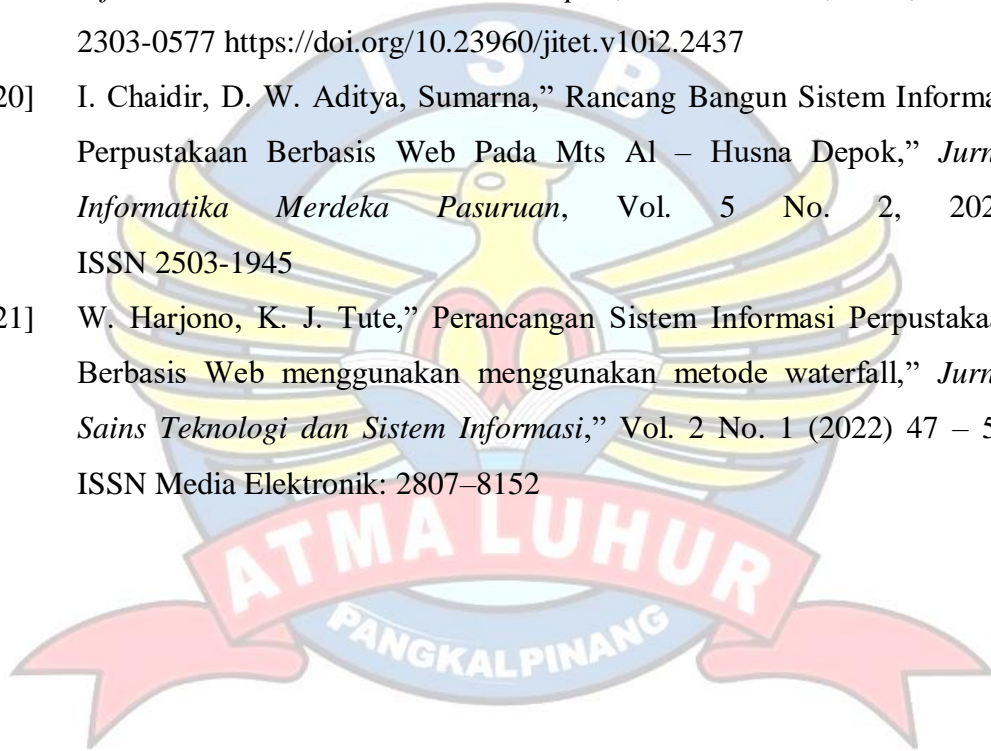 2303-0577 https://doi.org/10.23960/jitet.v10i2.2437
20] I. Chaidir, D. W. Aditya, Sumarna,” Rancang Bangun Sistem Informa
Perpustakaan Berbasis Web Pada Mts Al – Husna Depok,” Jurn
Informatika Merdeka Pasuruan, Vol. 5 No. 2, 202
ISSN 2503-1945
21] W. Harjono, K. J. Tute,” Perancangan Sistem Informasi Perpustakaa
Berbasis Web menggunakan menggunakan metode waterfall,” Jurn
Sains Teknologi dan Sistem Informasi,” Vol. 2 No. 1 (2022) 47 – 5
ISSN Media Elektronik: 2807–8152
I S B
ATMA LUHUR
PANGKALPINANG